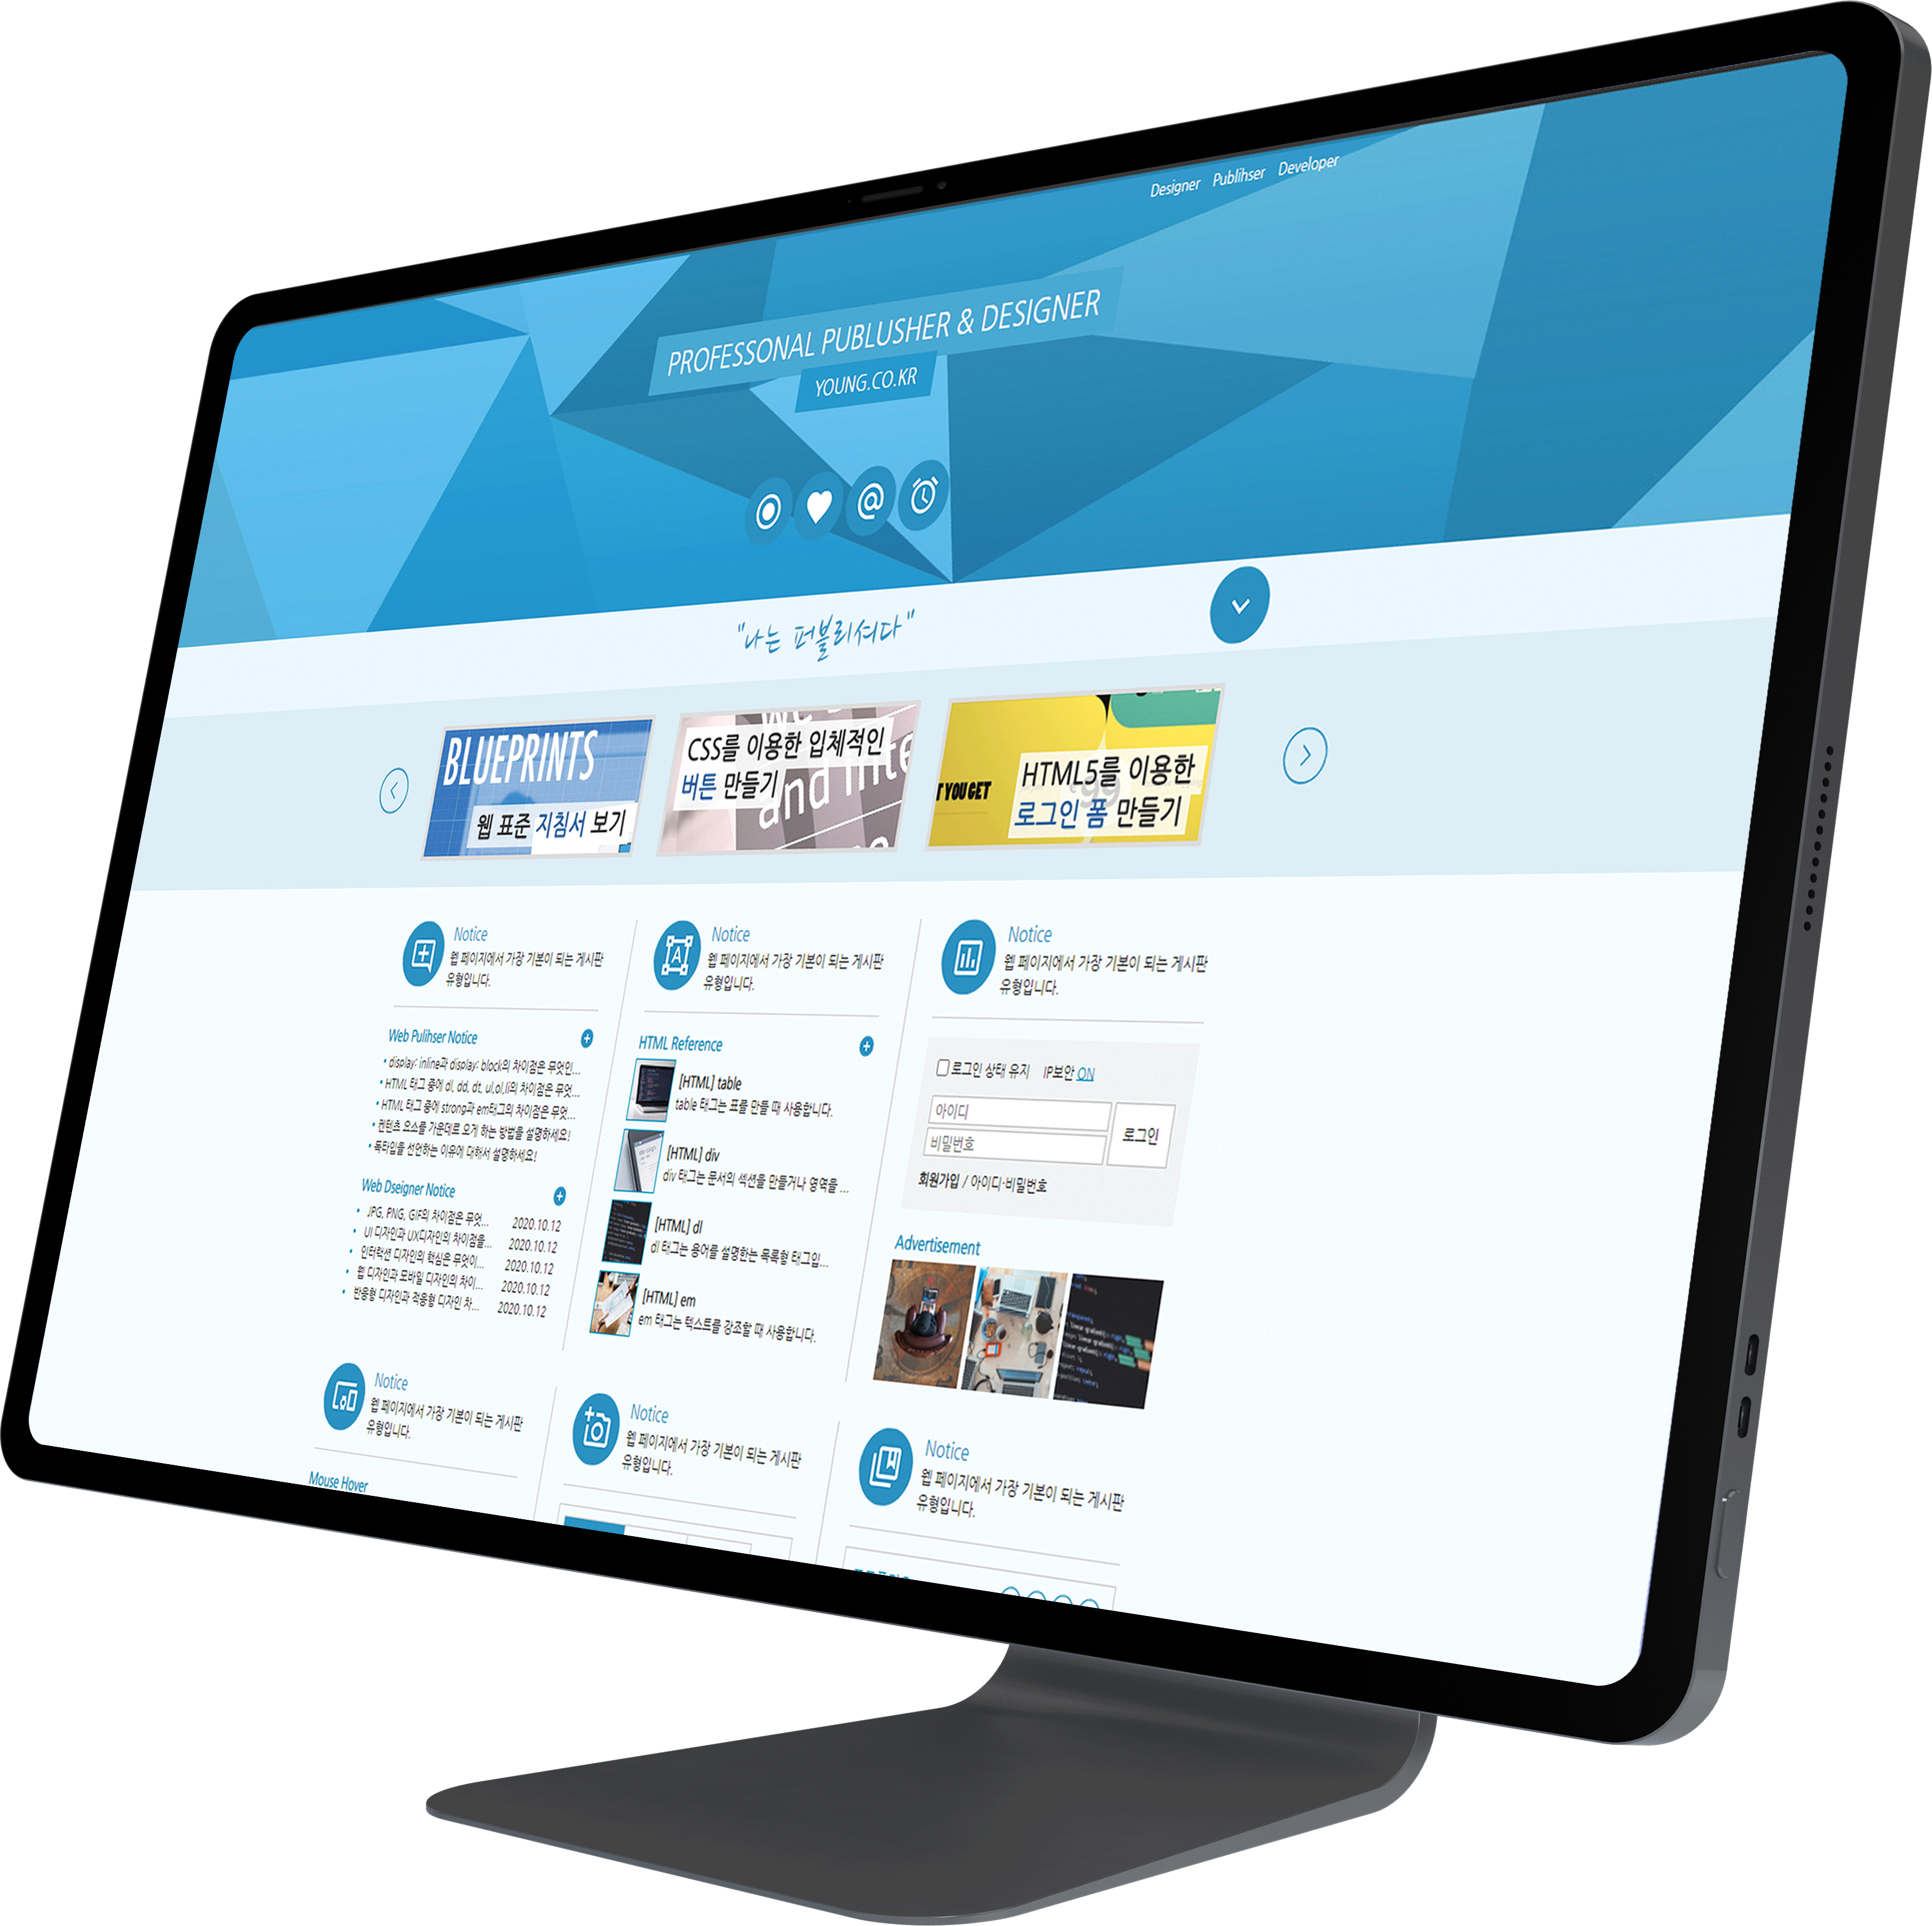 Designer Publihser Developer
PROFESSONAL PUBLUSHER & DESIGNER
YOUNG.CO.KR
"나는 퍼블리셔다"
BLUEPRINTS
웹 표준 지침서 보기
CSS를 이용한 입체적인
버튼 만들기
and inte
T YOU GET
HTML5를 이용한
로그인 폼 만들기
Notice
웹 페이지에서 가장 기본이 되는 게시판
유형입니다.
Web Pulihser Notice
• display: inline과 display: block의 차이점은 무엇인...
• HTML 태그 중에 dl, dd, dt, ul,ol,li의 차이점은 무엇...
• HTML 태그 중에 strong과 em태그의 차이점은 무엇...
• 컨텐츠 요소를 가운데로 오게 하는 방법을 설명하세요!
• 독타입을 선언하는 이유에 대해서 설명하세요!
Web Dseigner Notice
• JPG, PNG, GIF의 차이점은 무엇... 2020.10.12
• UI 디자인과 UX디자인의 차이점을... 2020.10.12
• 인터랙션 디자인의 핵심은 무엇이... 2020.10.12
• 웹 디자인과 모바일 디자인의 차이... 2020.10.12
• 반응형 디자인과 적응형 디자인 차... 2020.10.12
Notice
웹 페이지에서 가장 기본이 되는 게시판
유형입니다.
HTML Reference
[HTML] table
table 태그는 표를 만들 때 사용합니다.
[HTML] div
div 태그는 문서의 섹션을 만들거나 영역을 ...
[HTML] dl
dl 태그는 용어를 설명한는 목록형 태그입...
[HTML] em
em 태그는 텍스트를 강조할 때 사용합니다.
Notice
웹 페이지에서 가장 기본이 되는 게시판
유형입니다.
로그인 상태 유지 IP보안 ON
아이디
비밀번호
로그인
회원가입 / 아이디·비밀번호
Advertisement
Notice
웹 페이지에서 가장 기본이 되는 게시판
유형입니다.
Mouse Hover
Notice
웹 페이지에서 가장 기본이 되는 게시판
유형입니다.
Notice
웹 페이지에서 가장 기본이 되는 게시판
유형입니다.